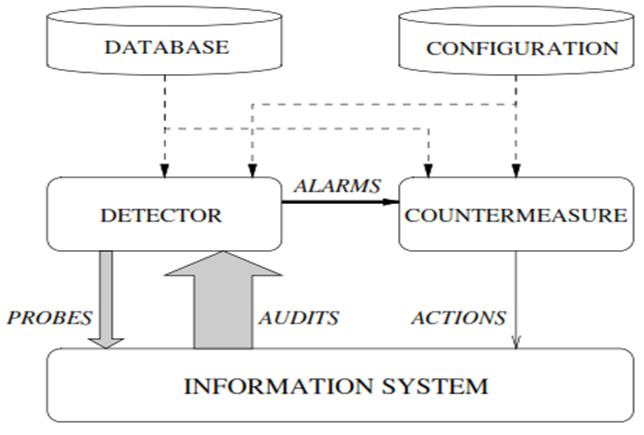 DATABASE
CONFIGURATION
ALARMS
DETECTOR
COUNTERMEASURE
PROBES
AUDITS
ACTIONS
INFORMATION SYSTEM